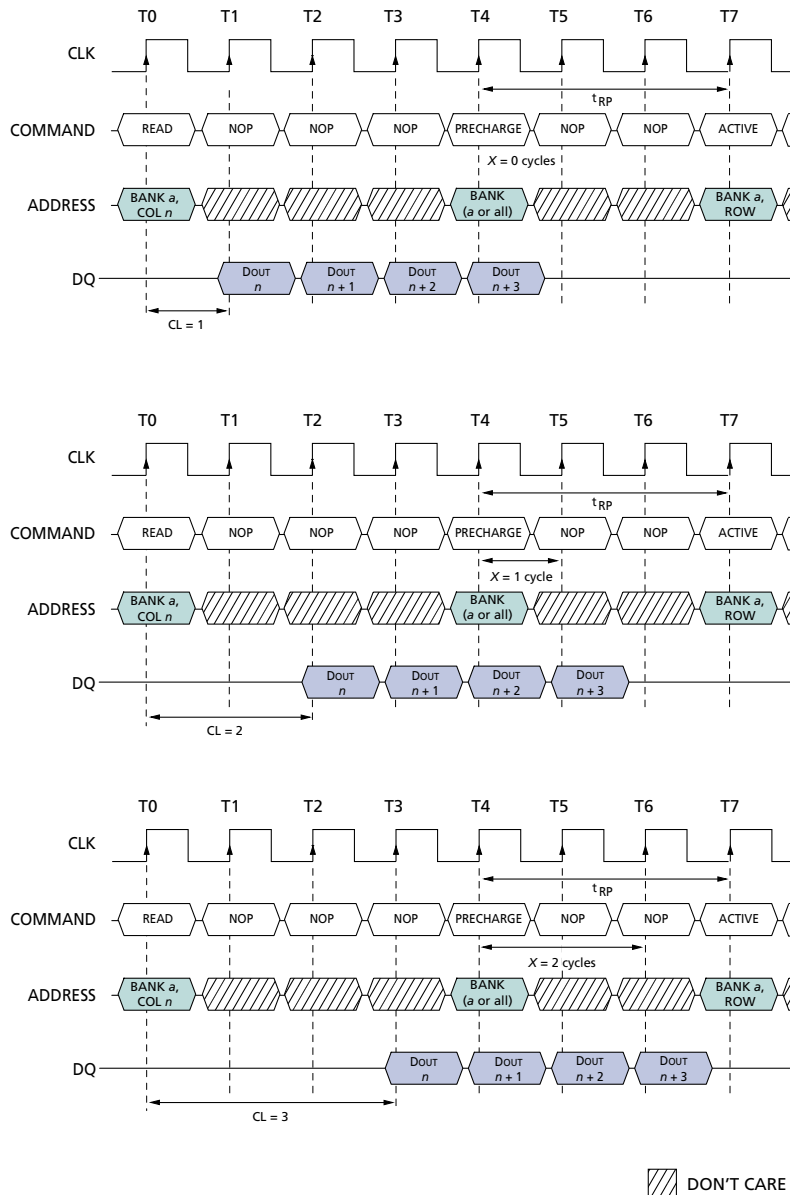 T0 T1 T2 T3 T4 T5 T6 T7
CLK
tRP
COMMAND READ NOP NOP NOP PRECHARGE NOP NOP ACTIVE
X = 0 cycles
ADDRESS BANK a, COL n BANK (a or all) BANK a, ROW
DQ DOUT n DOUT n + 1 DOUT n + 2 DOUT n + 3
CL = 1
T0 T1 T2 T3 T4 T5 T6 T7
CLK
tRP
COMMAND READ NOP NOP NOP PRECHARGE NOP NOP ACTIVE
X = 1 cycle
ADDRESS BANK a, COL n BANK (a or all) BANK a, ROW
DQ DOUT n DOUT n + 1 DOUT n + 2 DOUT n + 3
CL = 2
T0 T1 T2 T3 T4 T5 T6 T7
CLK
tRP
COMMAND READ NOP NOP NOP PRECHARGE NOP NOP ACTIVE
X = 2 cycles
ADDRESS BANK a, COL n BANK (a or all) BANK a, ROW
DQ DOUT n DOUT n + 1 DOUT n + 2 DOUT n + 3
CL = 3
DON'T CARE